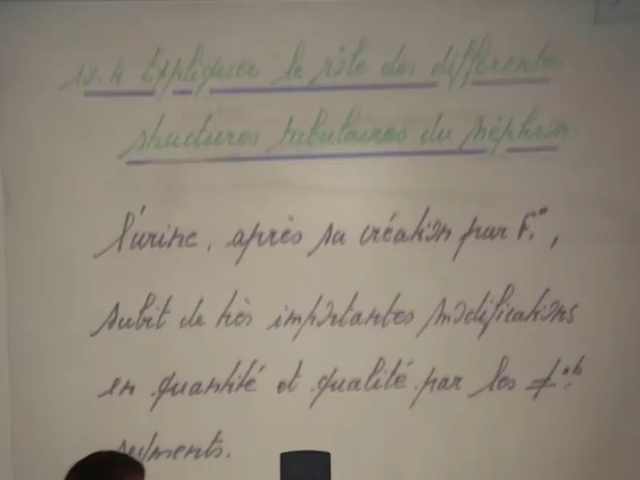 12.4 Expliquer le rôle des différentes
structures tubulaires du néphron
l'urine, après sa création par F.°,
subit de très importantes modifications
en quantité et qualité par les ≠ts
segments.